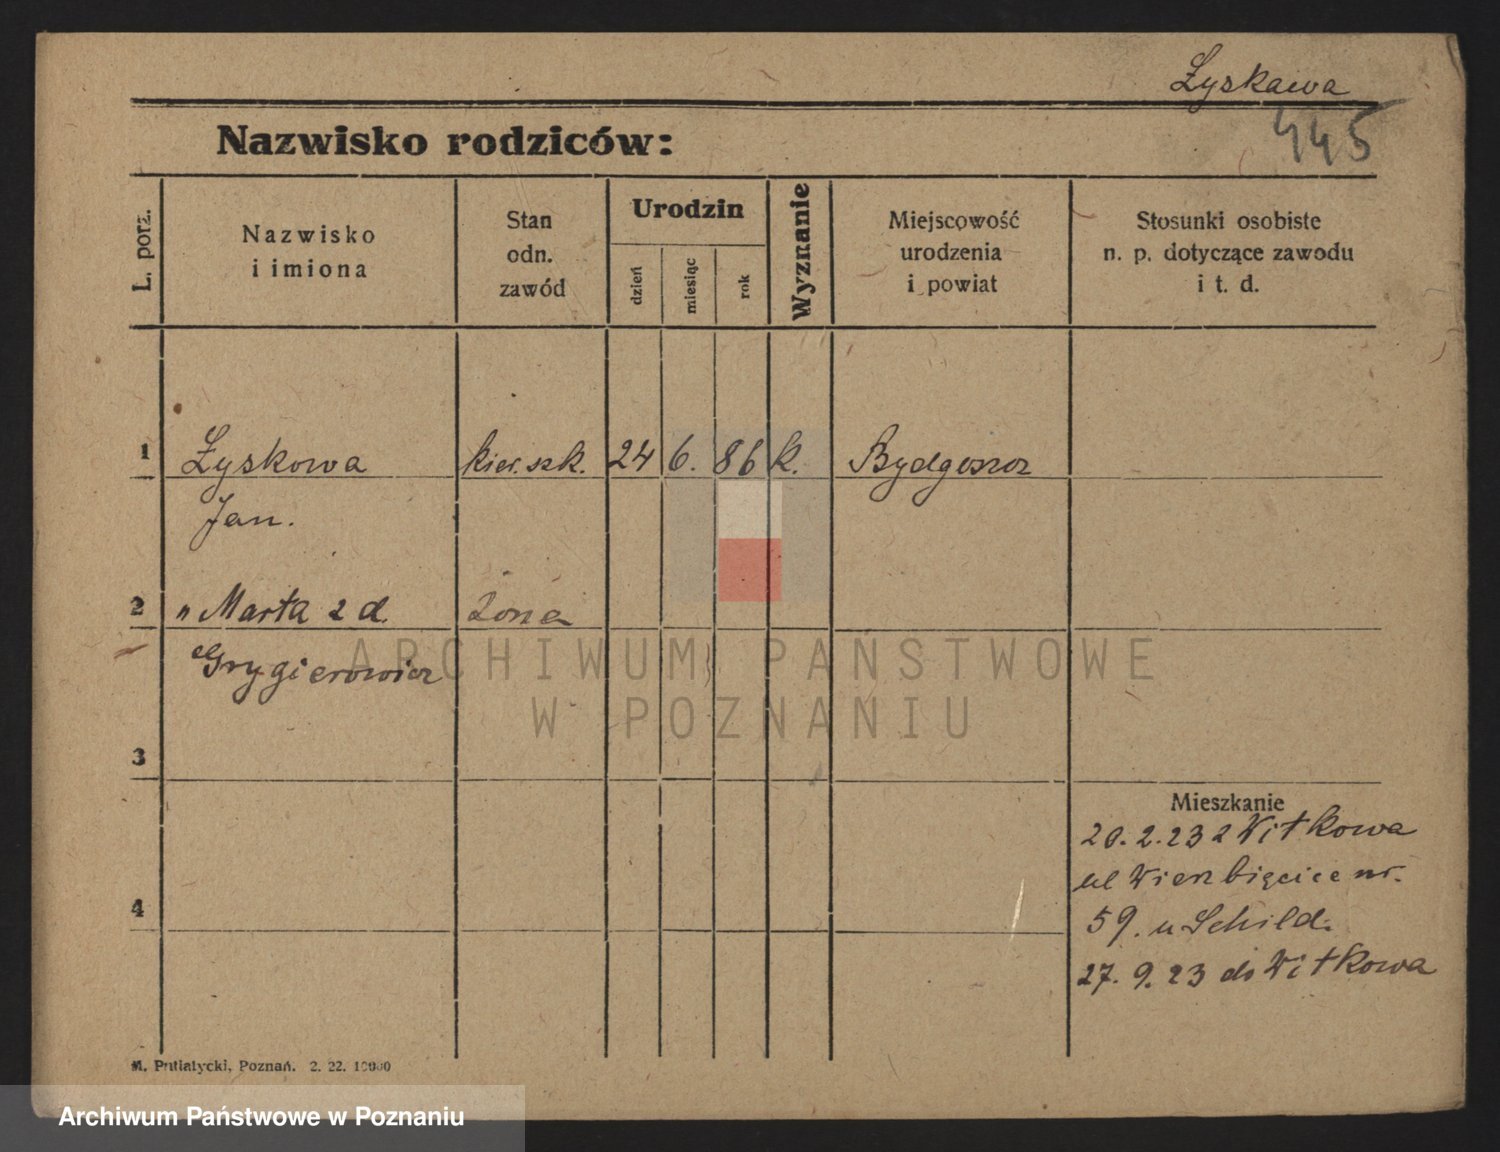 Łyskawa
445
Nazwisko rodziców:
L. porz.
Nazwisko
i imiona
Stan
odn.
zawód
Urodzin
dzień
miesiąc
rok
Wyznanie
Miejscowość
urodzenia
i powiat
Stosunki osobiste
n. p. dotyczące zawodu
i t. d.
1 Łyskowa kier. szk. 24 6. 86 k. Bydgoszcz
Jan.
2 " Marta z d. żona
Grygierowicz
ARCHIWUM PAŃSTWOWE
W POZNANIU
3
Mieszkanie
20. 2. 23 z Witkowa
ul Wierzbięcice nr.
4
59. u Schild.
27. 9. 23 do Witkowa
M. Putiatycki, Poznań. 2. 22. 10000
Archiwum Państwowe w Poznaniu